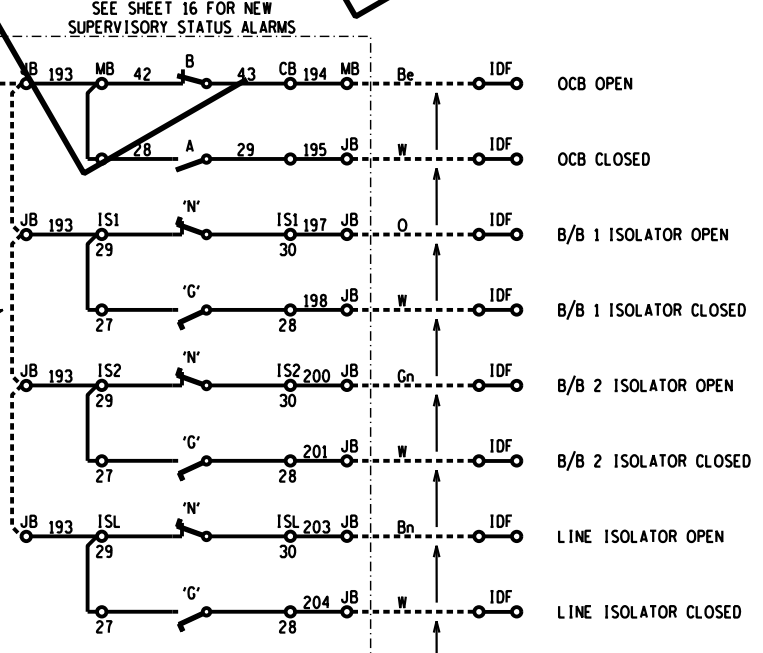 SEE SHEET 16 FOR NEW
SUPERVISORY STATUS ALARMS
JB 193 MB 42 B 43 CB 194 MB Be IDF OCB OPEN
28 A 29 195 JB W IDF OCB CLOSED
JB 193 IS1 29 'N' IS1 30 197 JB O IDF B/B 1 ISOLATOR OPEN
27 'G' 28 198 JB W IDF B/B 1 ISOLATOR CLOSED
JB 193 IS2 29 'N' IS2 30 200 JB Gn IDF B/B 2 ISOLATOR OPEN
27 'G' 28 201 JB W IDF B/B 2 ISOLATOR CLOSED
JB 193 ISL 29 'N' ISL 30 203 JB Bn IDF LINE ISOLATOR OPEN
27 'G' 28 204 JB W IDF LINE ISOLATOR CLOSED